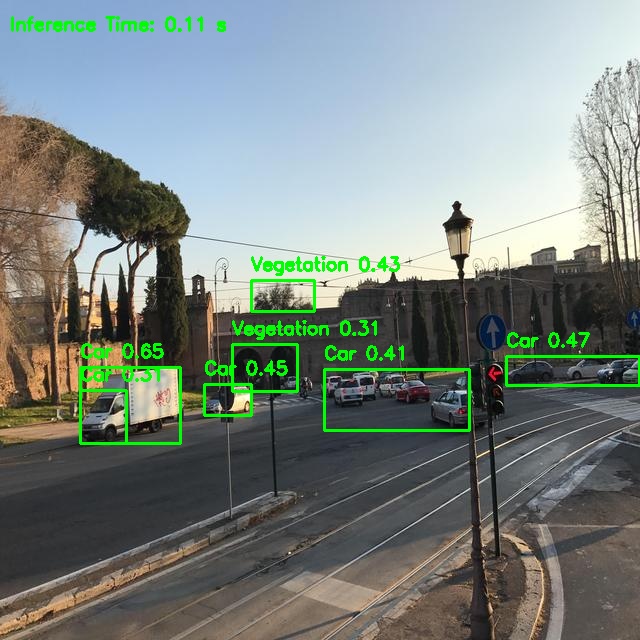 Inference Time: 0.11 s
Vegetation 0.43
Vegetation 0.31
Car 0.47
Car 0.65
Car 0.41
Car 0.45
Car 0.31